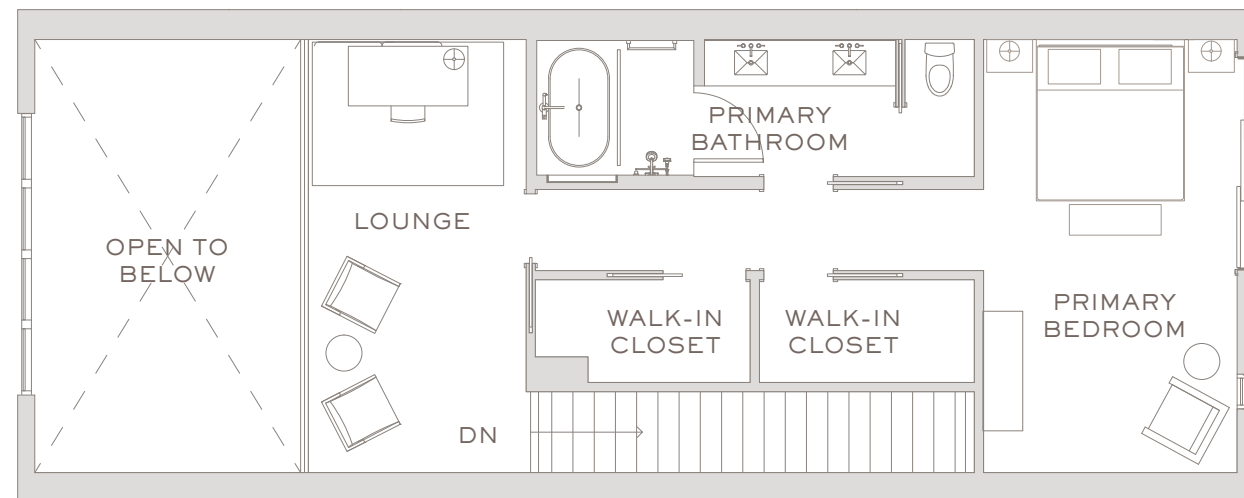 PRIMARY
BATHROOM
LOUNGE
OPEN TO
BELOW
WALK-IN
CLOSET
WALK-IN
CLOSET
PRIMARY
BEDROOM
DN